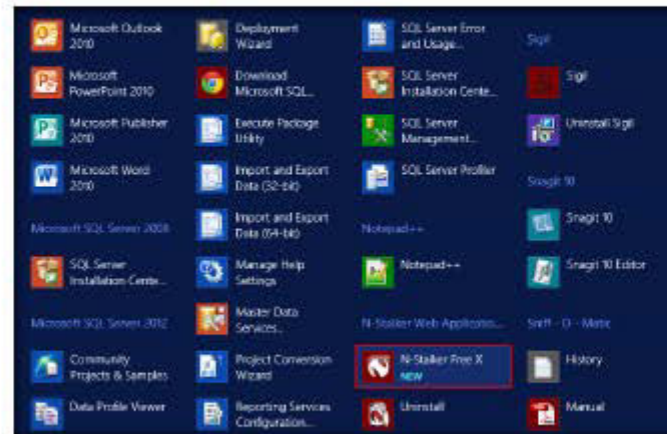 Microsoft Outlook
2010
Microsoft
PowerPoint 2010
Microsoft Publisher
2010
Microsoft Word
2010
Microsoft SQL Server 2008
SQL Server
Installation Cente...
Microsoft SQL Server 2012
Community
Projects & Samples
Data Profile Viewer
Deployment
Wizard
Download
Microsoft SQL...
Execute Package
Utility
Import and Export
Data (32-bit)
Import and Export
Data (64-bit)
Manage Help
Settings
Master Data
Services...
Project Conversion
Wizard
Reporting Services
Configuration...
SQL Server Error
and Usage...
SQL Server
Installation Cente...
SQL Server
Management...
SQL Server Profiler
Notepad++
Notepad++
N-Stalker Web Applicatio...
N-Stalker Free X
NEW
Uninstall
Sigil
Sigil
Uninstall Sigil
Snagit 10
Snagit 10
Snagit 10 Editor
Sniff - O - Matic
History
Manual